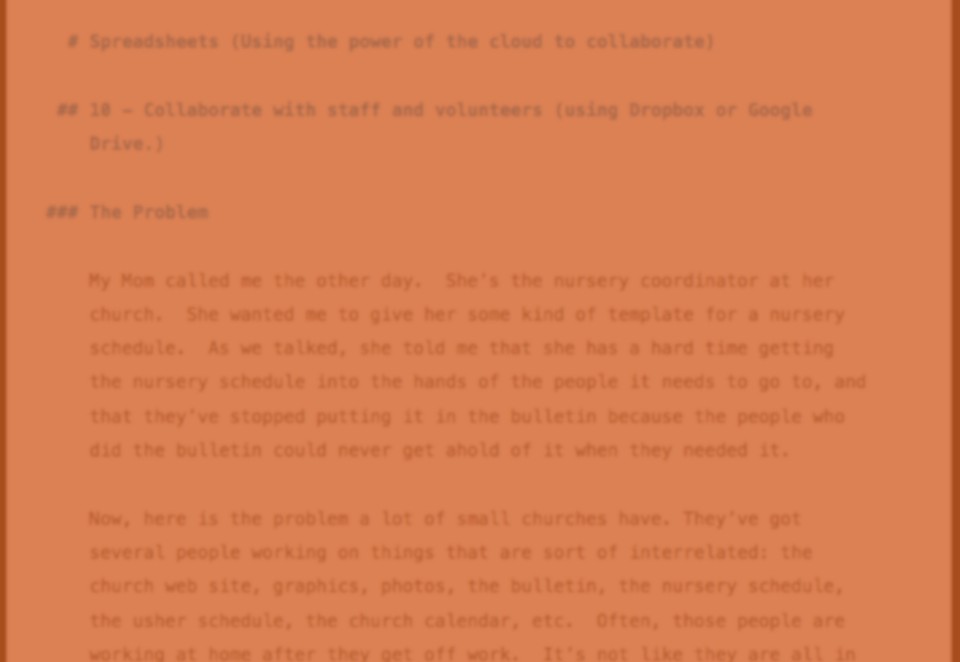 # Spreadsheets (Using the power of the cloud to collaborate)
## 10 – Collaborate with staff and volunteers (using Dropbox or Google
Drive.)
### The Problem
My Mom called me the other day.  She's the nursery coordinator at her
church.  She wanted me to give her some kind of template for a nursery
schedule.  As we talked, she told me that she has a hard time getting
the nursery schedule into the hands of the people it needs to go to, and
that they've stopped putting it in the bulletin because the people who
did the bulletin could never get ahold of it when they needed it.
Now, here is the problem a lot of small churches have. They've got
several people working on things that are sort of interrelated: the
church web site, graphics, photos, the bulletin, the nursery schedule,
the usher schedule, the church calendar, etc.  Often, those people are
working at home after they get off work.  It's not like they are all in